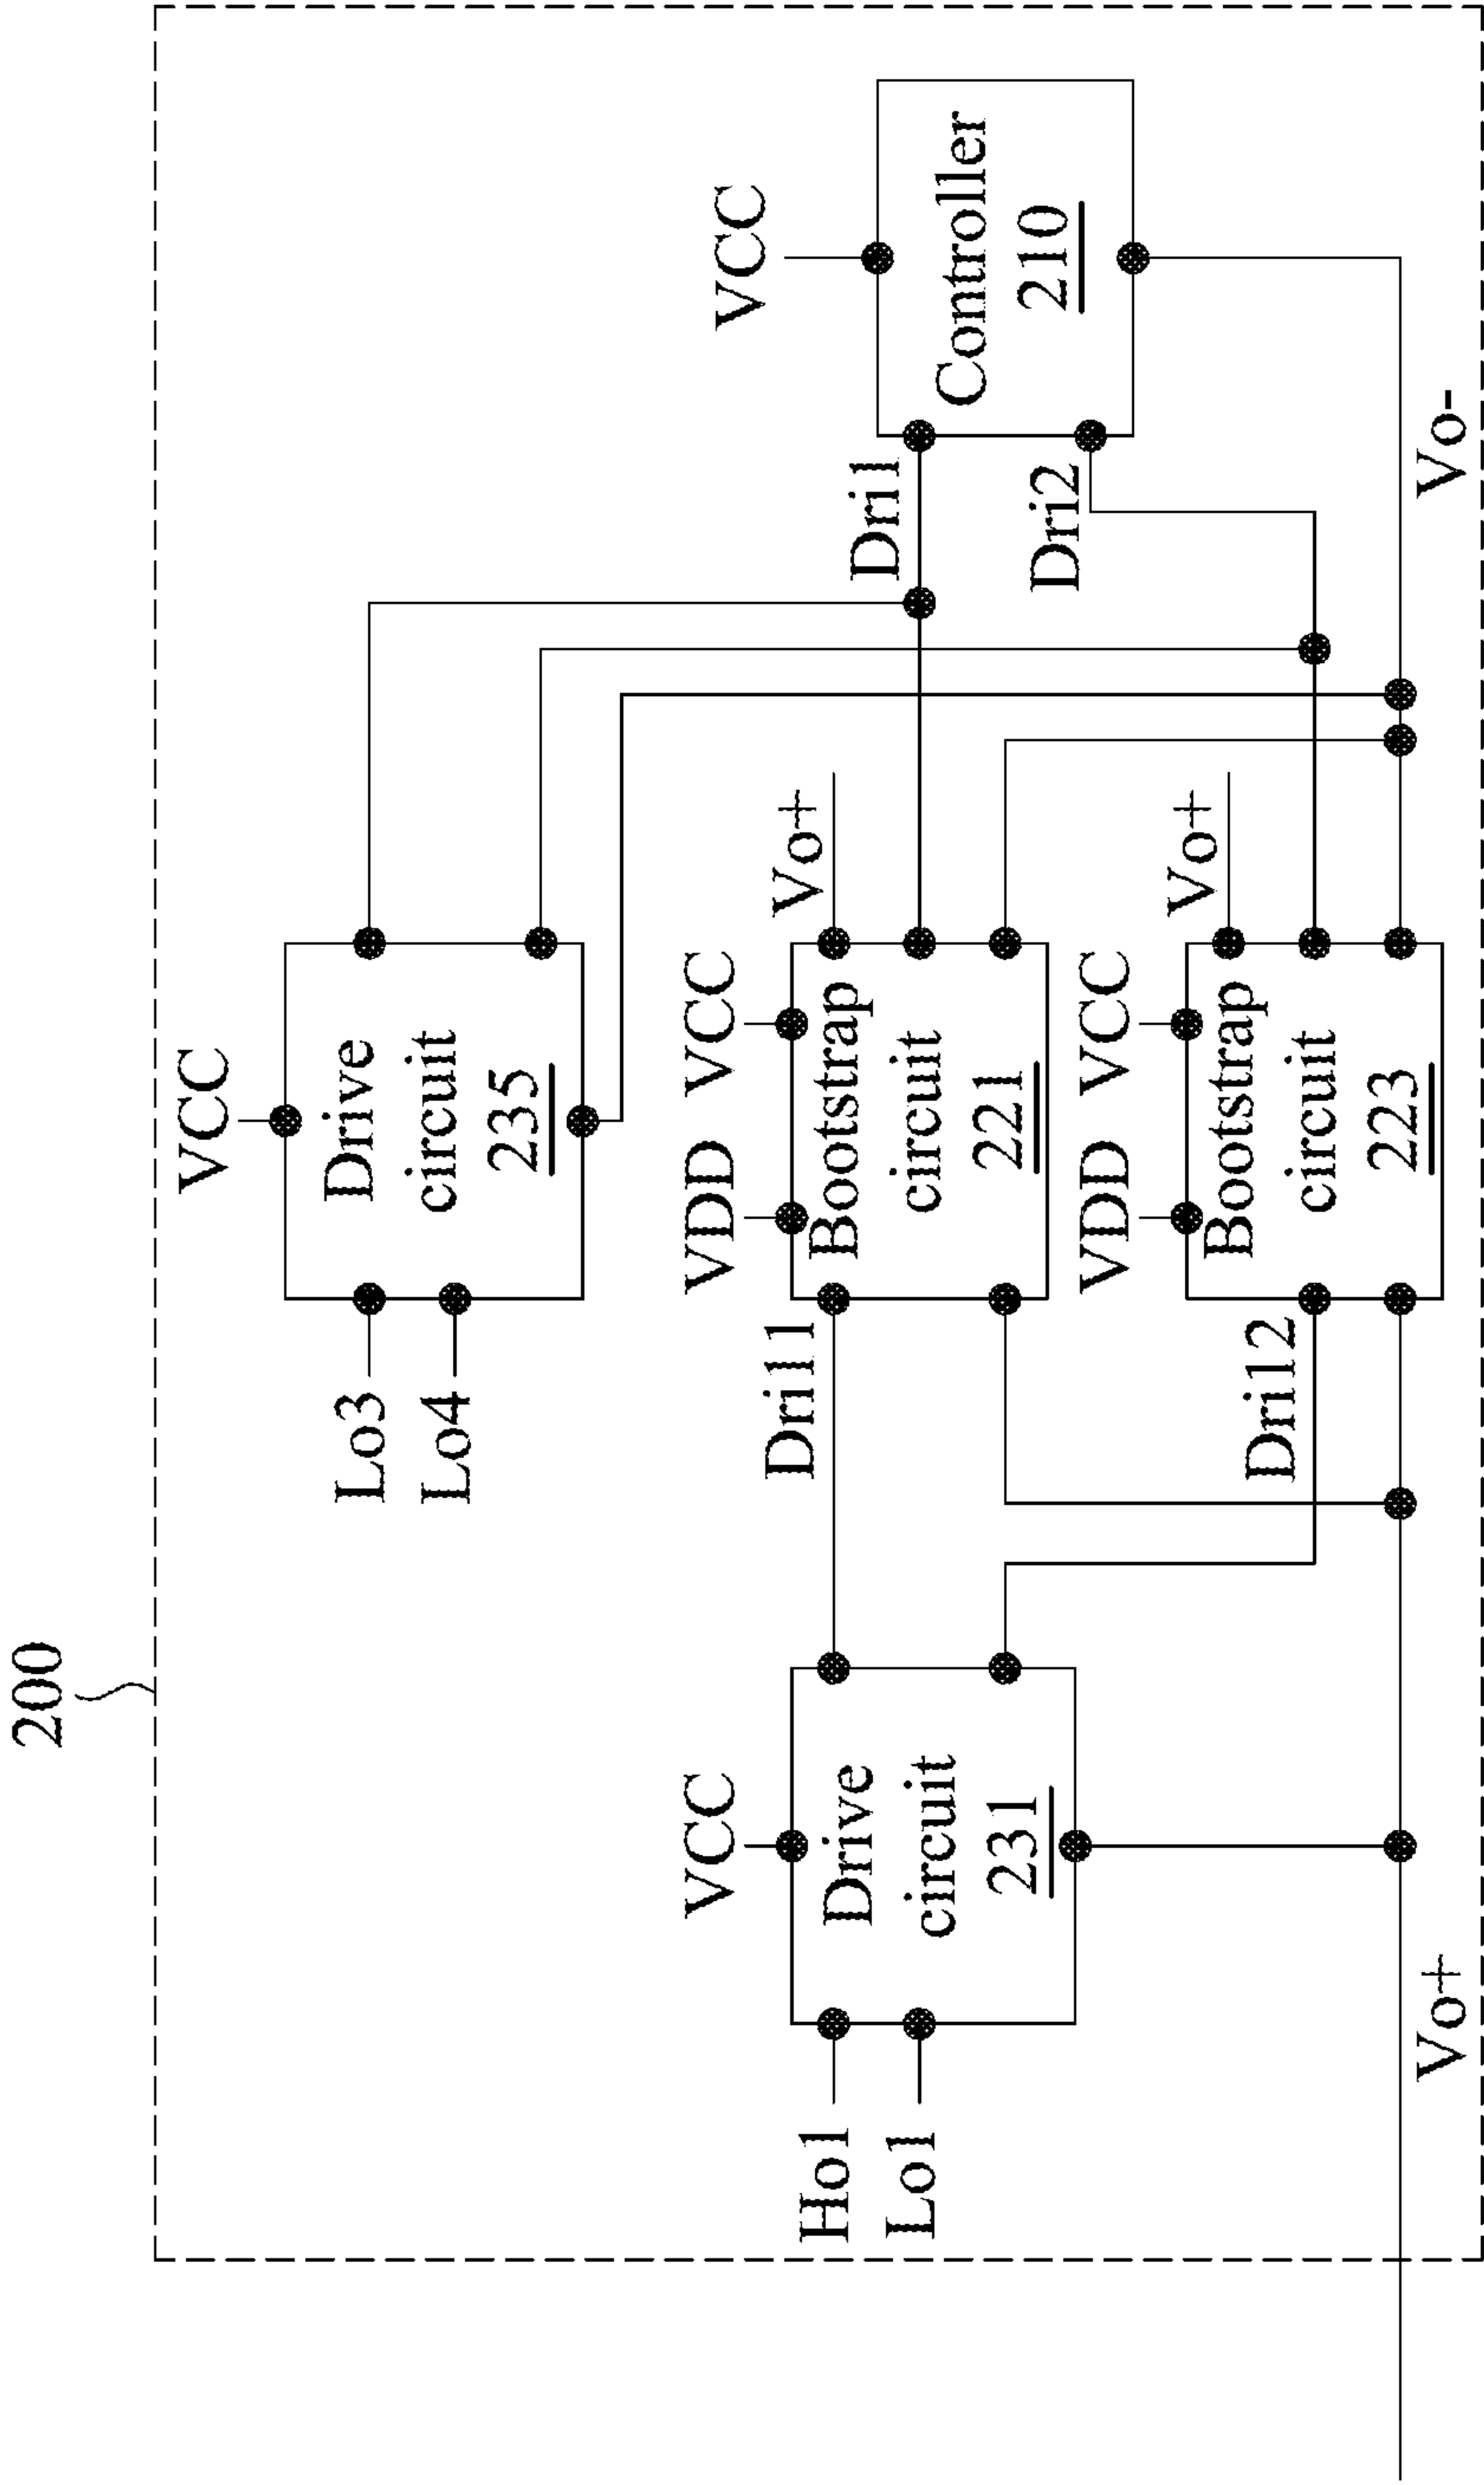 200
VCC
Drive
circuit
235
Lo3
Lo4
VCC
Drive
circuit
231
Ho1
Lo1
Dri11
Dri12
VDD VCC
Bootstrap
circuit
221
Vo+
VDD VCC
Bootstrap
circuit
223
Vo+
VCC
Controller
210
Dri1
Dri2
Vo+
Vo-